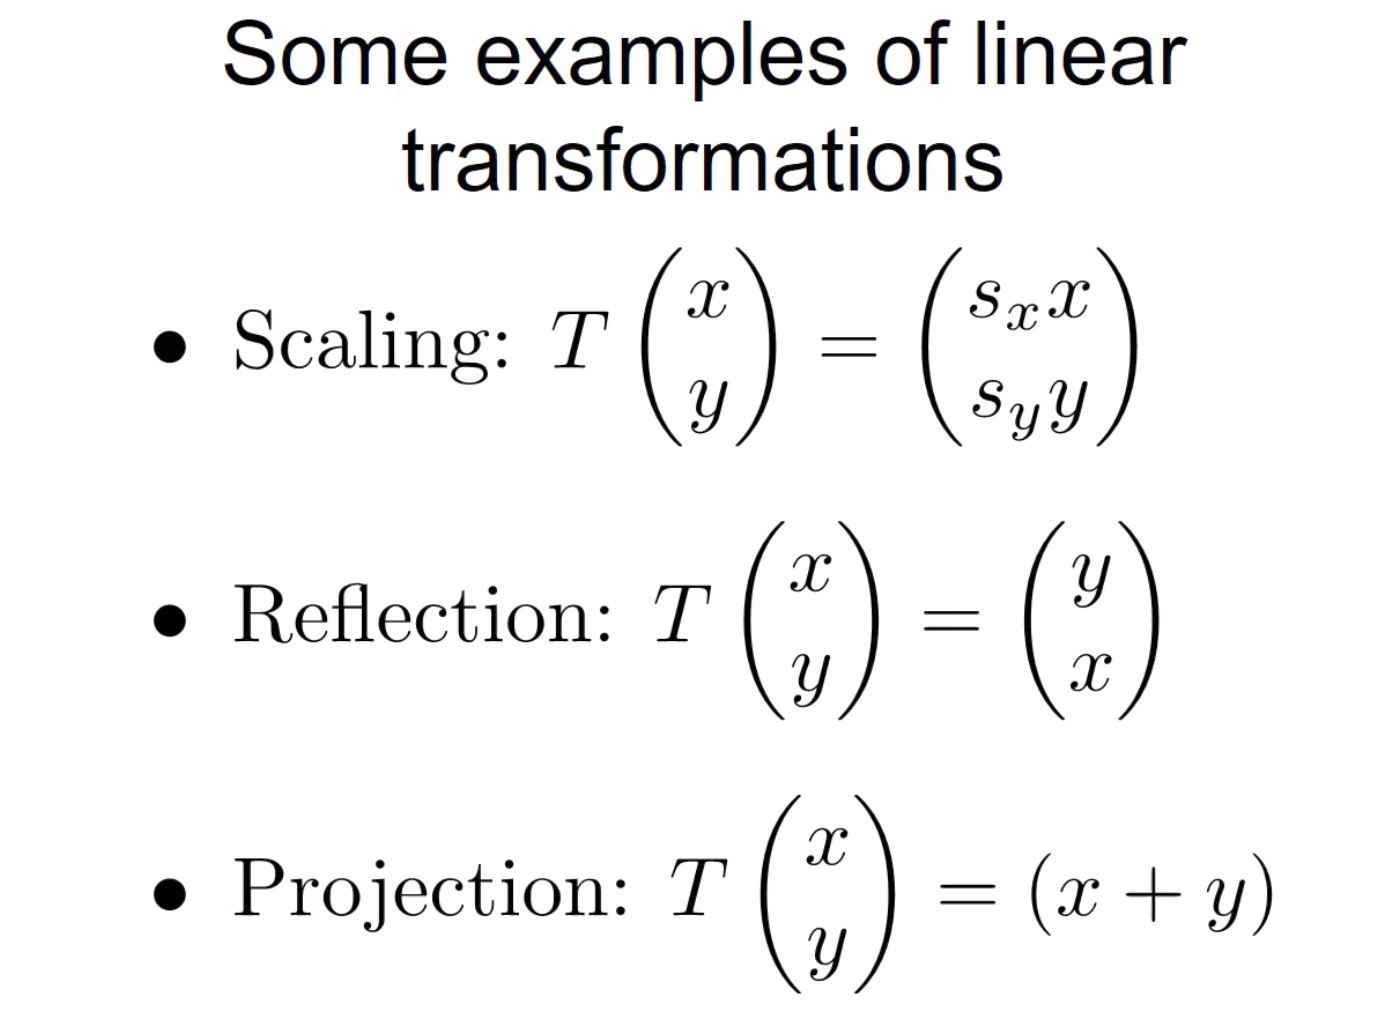 Some examples of linear
transformations
• Scaling: $T \begin{pmatrix} x \\ y \end{pmatrix} = \begin{pmatrix} s_x x \\ s_y y \end{pmatrix}$
• Reflection: $T \begin{pmatrix} x \\ y \end{pmatrix} = \begin{pmatrix} y \\ x \end{pmatrix}$
• Projection: $T \begin{pmatrix} x \\ y \end{pmatrix} = (x + y)$